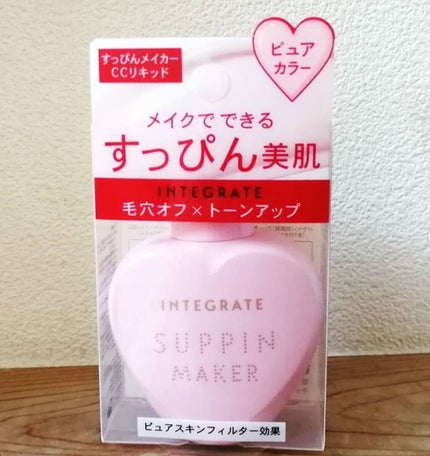 すっぴんメイカー
CCリキッド
ピュア
カラー
メイクで できる
すっぴん美肌
INTEGRATE
毛穴オフ×トーンアップ
INTEGRATE
SUPPIN
MAKER
ピュアスキンフィルター効果